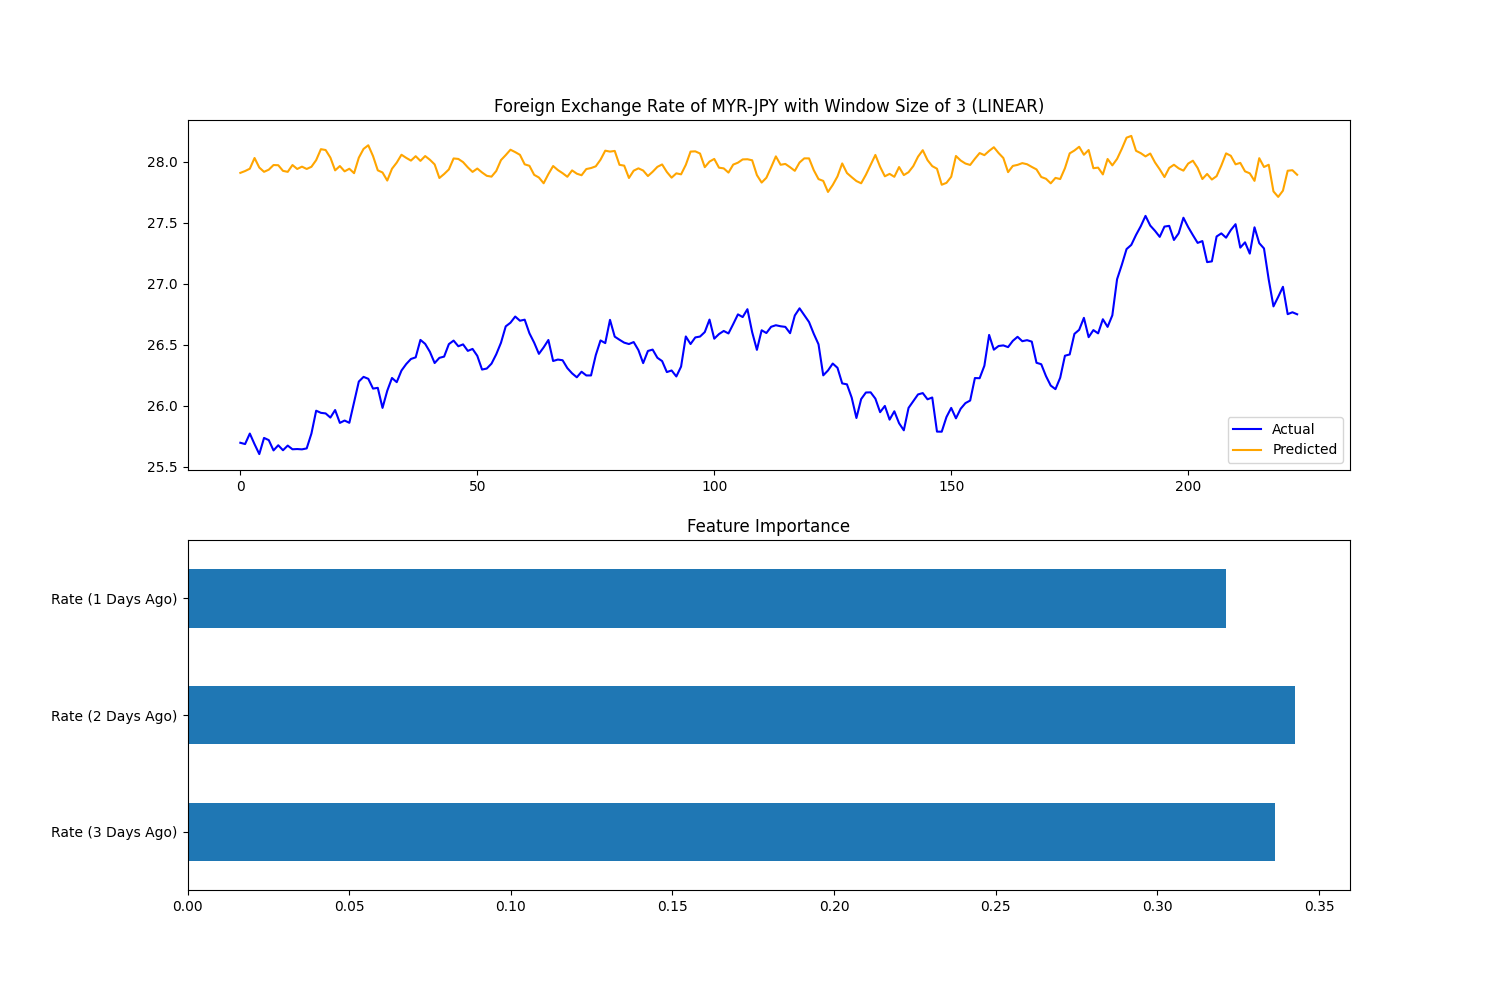 Foreign Exchange Rate of MYR-JPY with Window Size of 3 (LINEAR)
28.0
27.5
27.0
26.5
26.0
25.5
Actual
Predicted
0 50 100 150 200
Feature Importance
Rate (1 Days Ago)
Rate (2 Days Ago)
Rate (3 Days Ago)
0.00 0.05 0.10 0.15 0.20 0.25 0.30 0.35